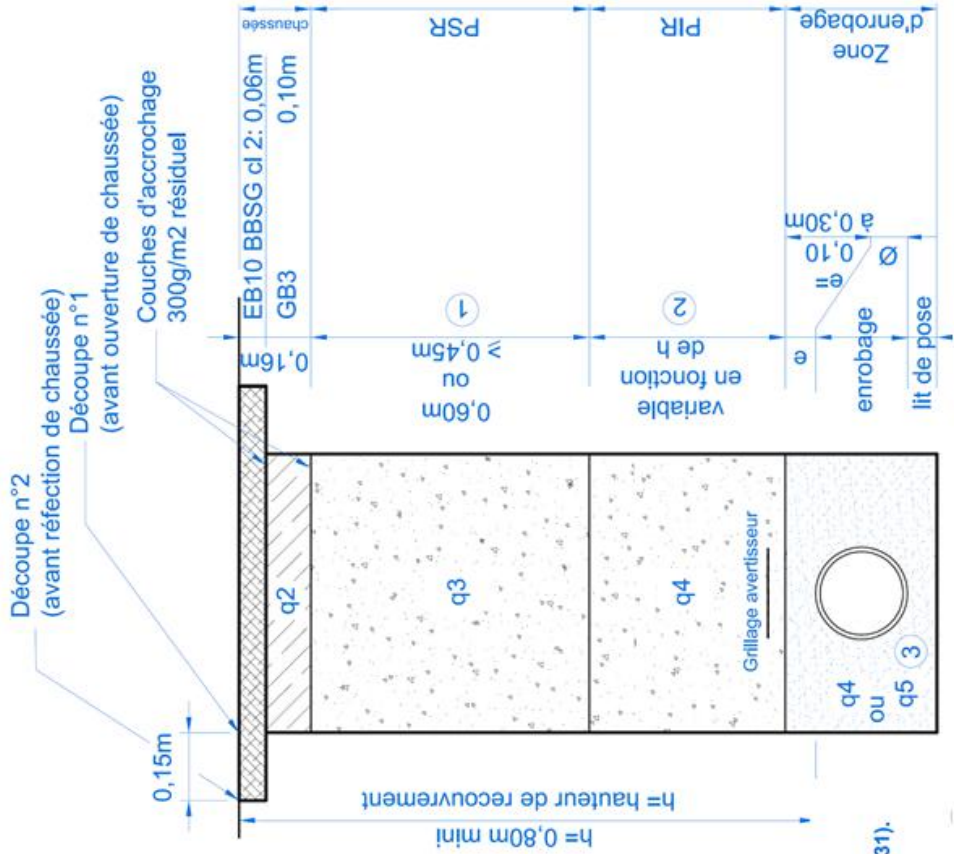 Découpe n°2
(avant réfection de chaussée)
Découpe n°1
(avant ouverture de chaussée)
Couches d'accrochage
300g/m2 résiduel
0,15m
EB10 BBSG cl 2: 0,06m
GB3 0,10m
chaussée
0,16m
q2
q3
0,60m
ou
≥ 0,45m
1
PSR
q4
Grillage avertisseur
variable
en fonction
de h
2
PIR
q4
ou
q5
3
e
enrobage
lit de pose
e=
0,10
à 0,30m
Ø
Zone
d'enrobage
h= 0,80m mini
h= hauteur de recouvrement
31).